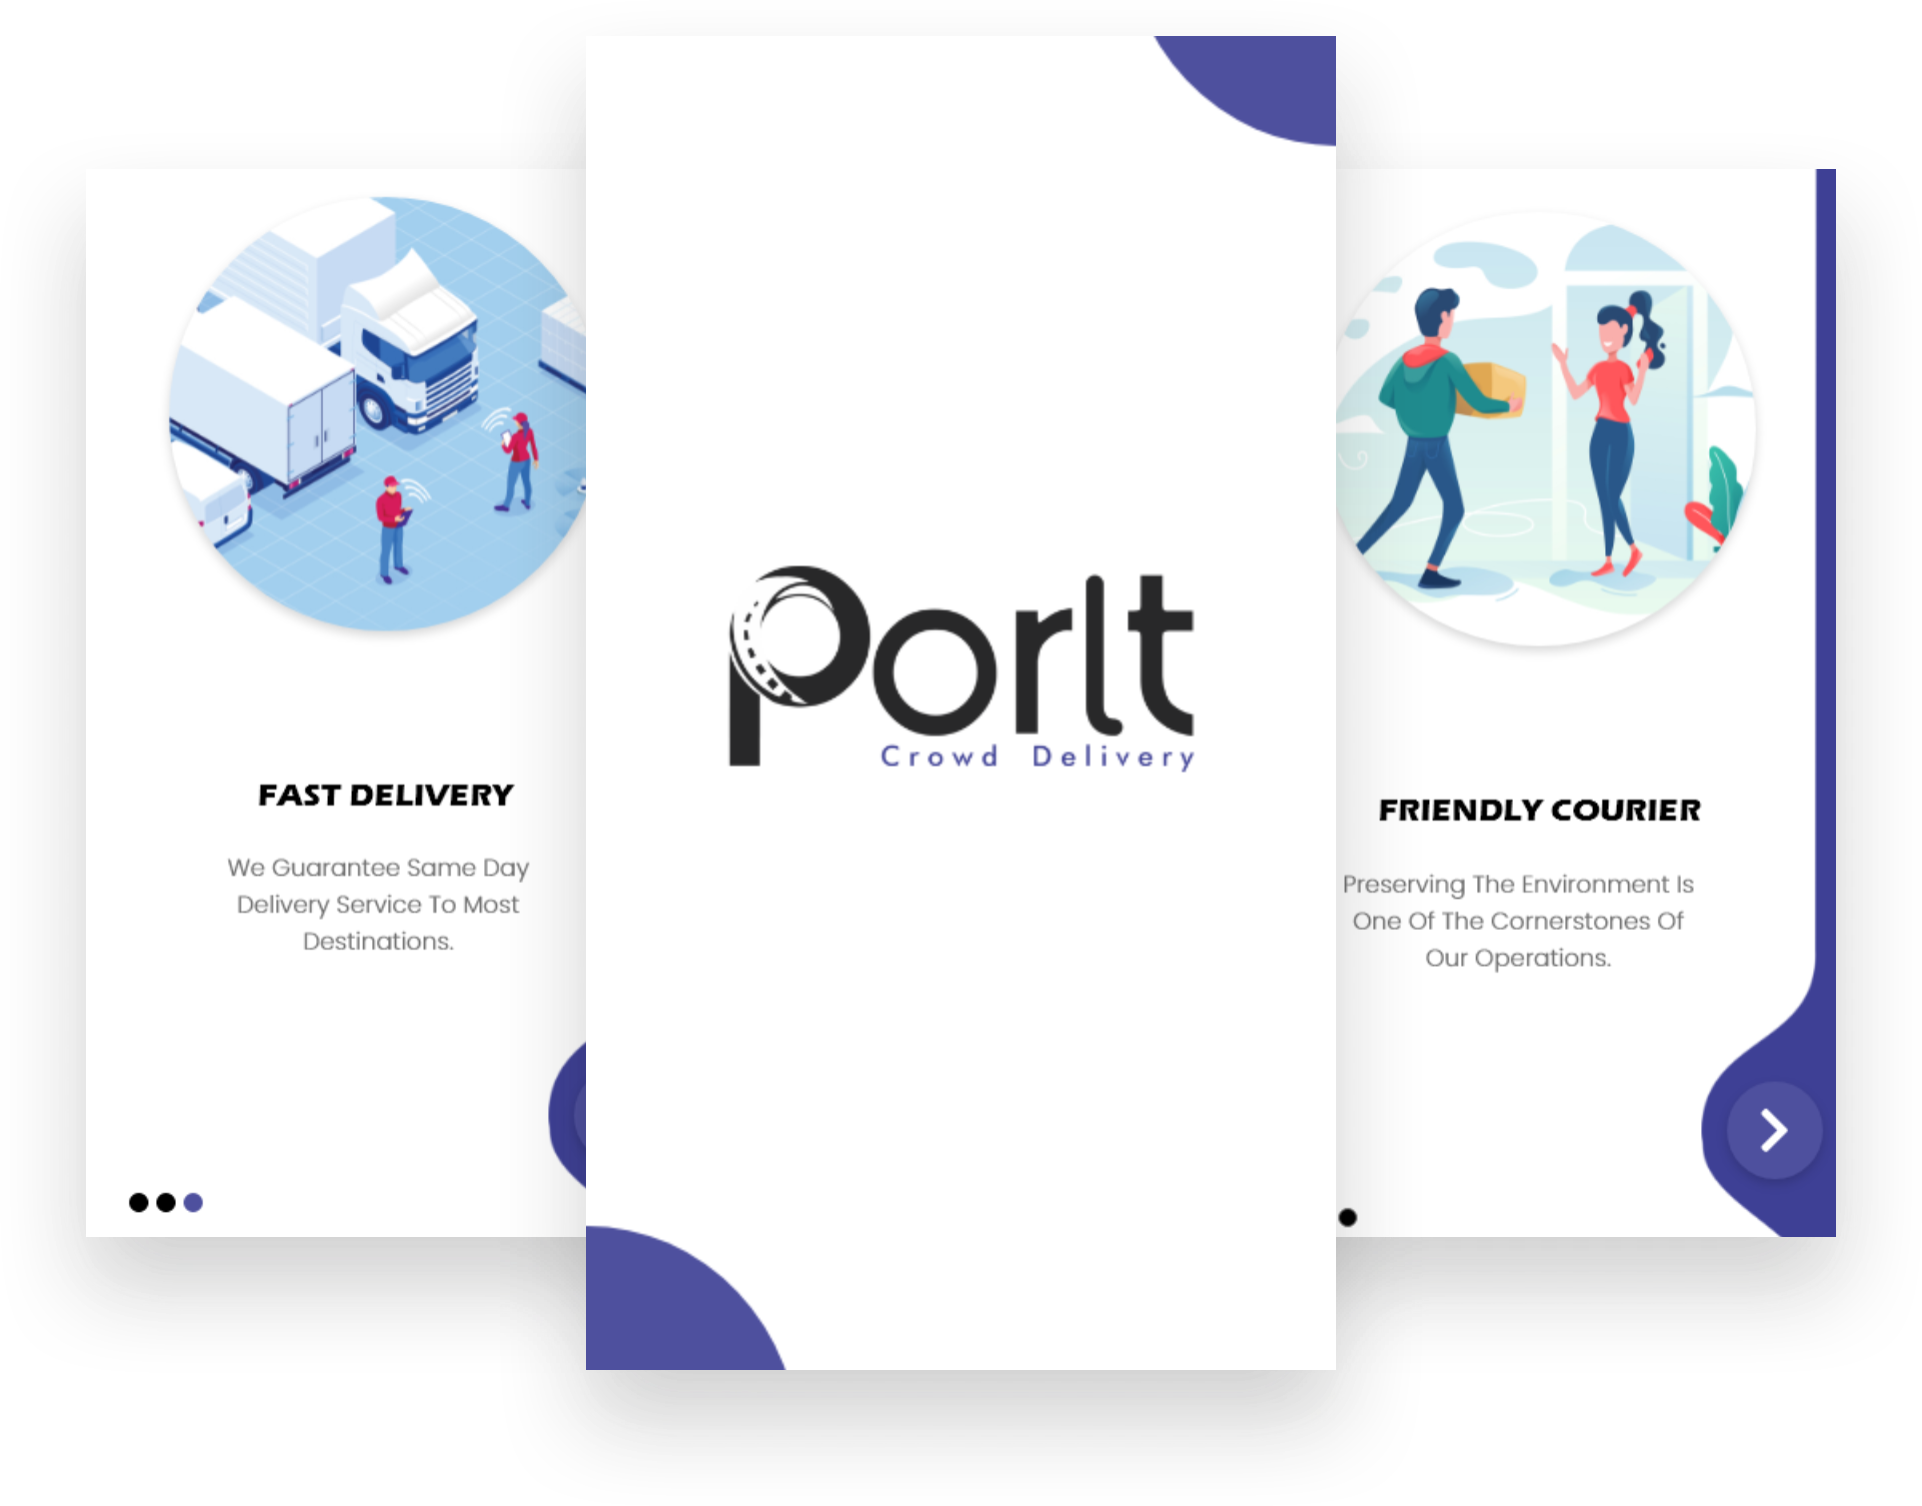 FAST DELIVERY
We Guarantee Same Day
Delivery Service To Most
Destinations.
Porlt
Crowd Delivery
FRIENDLY COURIER
Preserving The Environment Is
One Of The Cornerstones Of
Our Operations.